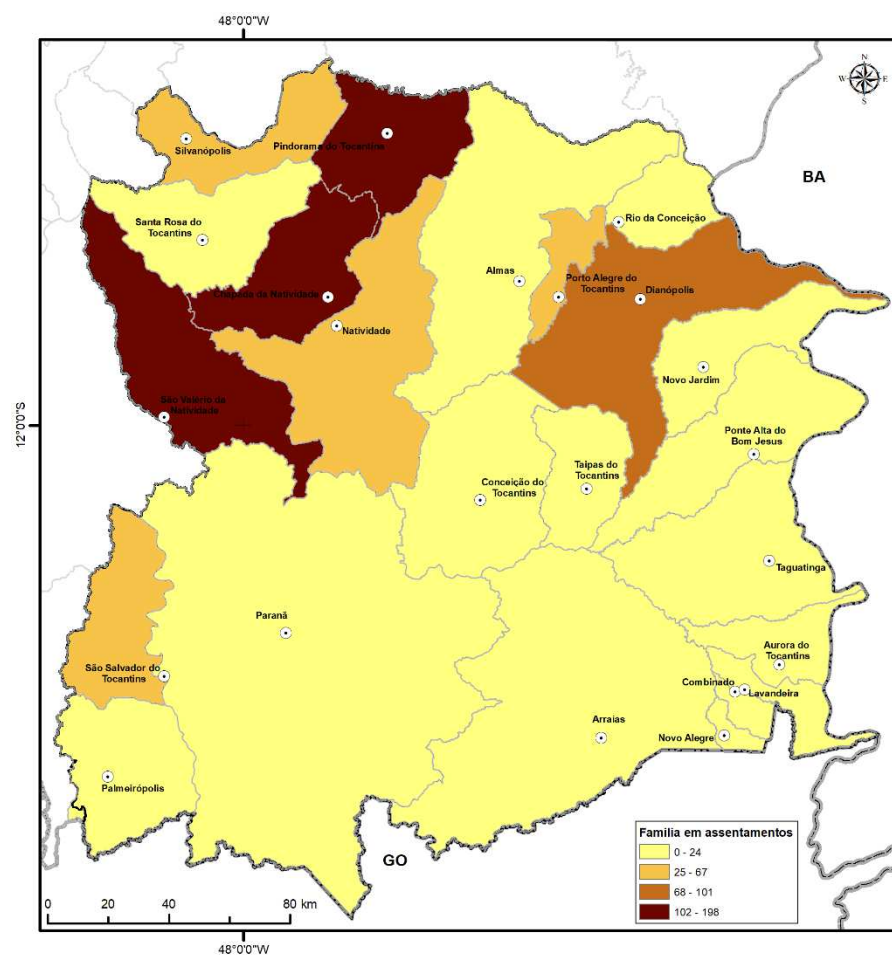 48°0'0"W
N
W
E
S
BA
Silvanópolis
Pindorama do Tocantins
Santa Rosa do
Tocantins
Rio da Conceição
Almas
Porto Alegre do
Tocantins
Dianópolis
Chapada da Natividade
Natividade
Novo Jardim
São Valério da
Natividade
12°0'0"S
Ponte Alta do
Bom Jesus
Conceição do
Tocantins
Taipas do
Tocantins
Taguatinga
Paranã
São Salvador do
Tocantins
Aurora do
Tocantins
Combinado
Lavandeira
Arraias
Novo Alegre
Palmeirópolis
GO
Familia em assentamentos
0 - 24
25 - 67
68 - 101
102 - 198
0 20 40 80 km
48°0'0"W